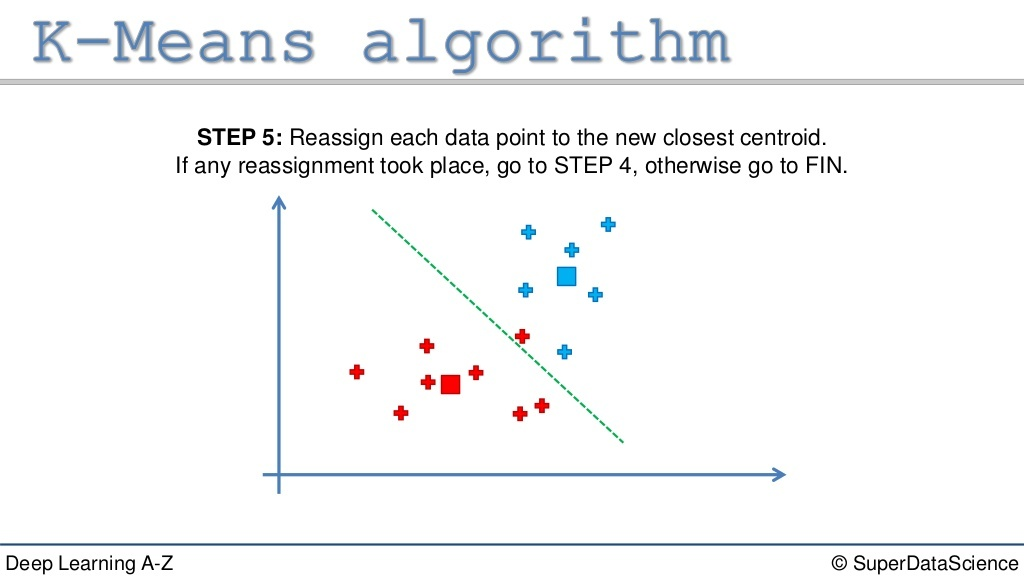 K-Means algorithm
STEP 5: Reassign each data point to the new closest centroid.
If any reassignment took place, go to STEP 4, otherwise go to FIN.
Deep Learning A-Z
© SuperDataScience